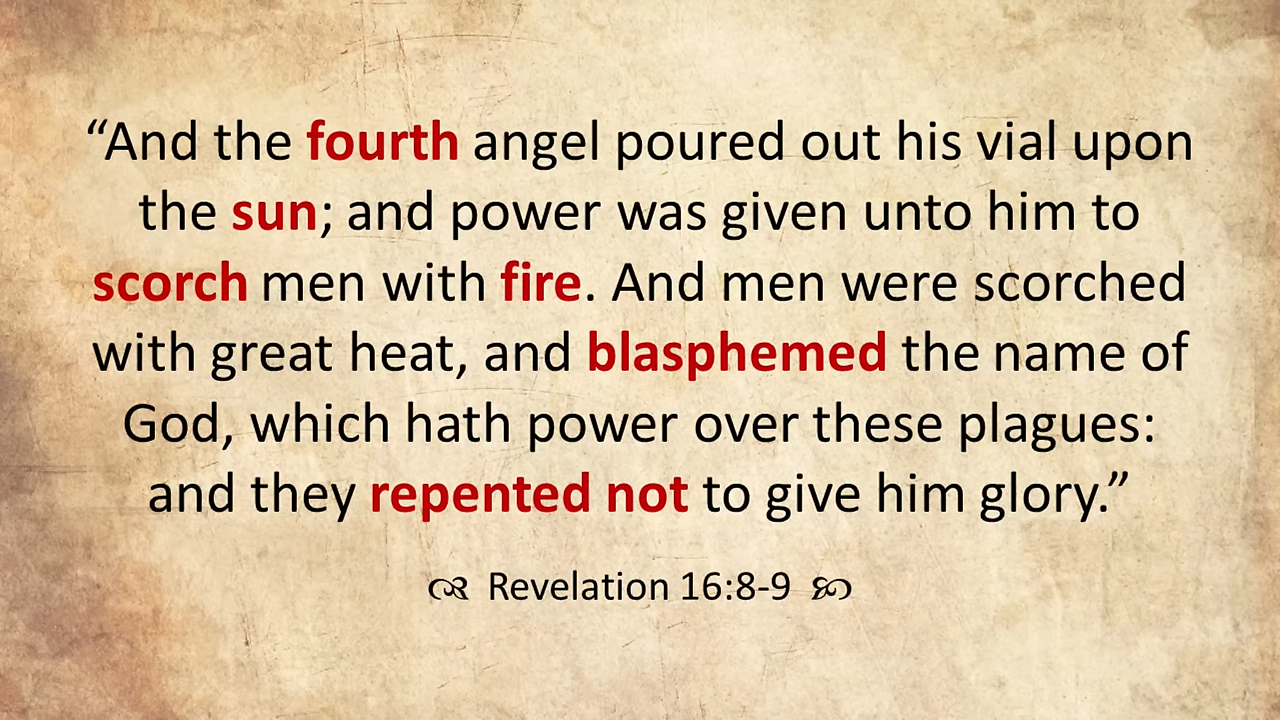 “And the fourth angel poured out his vial upon
the sun; and power was given unto him to
scorch men with fire. And men were scorched
with great heat, and blasphemed the name of
God, which hath power over these plagues:
and they repented not to give him glory.”
Revelation 16:8-9